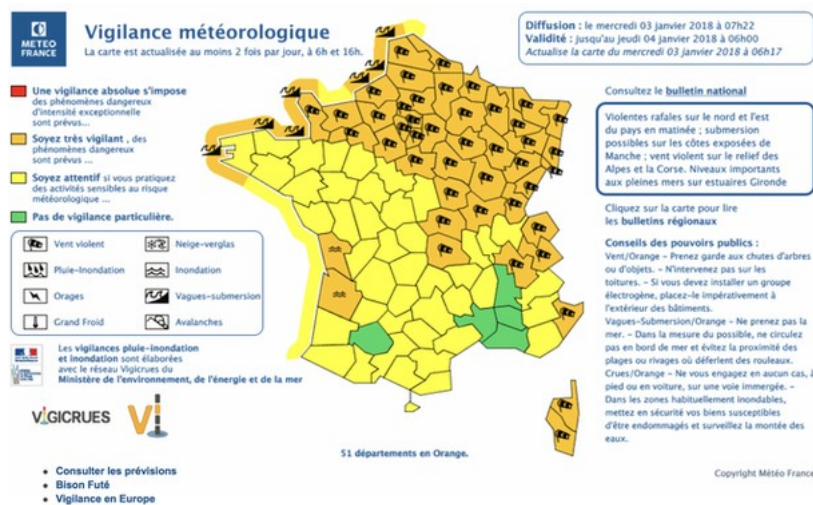 METEO
FRANCE
Vigilance météorologique
La carte est actualisée au moins 2 fois par jour, à 6h et 16h.
Diffusion : le mercredi 03 janvier 2018 à 07h22
Validité : jusqu'au jeudi 04 janvier 2018 à 06h00
Actualise la carte du mercredi 03 janvier 2018 à 06h17
Une vigilance absolue s'impose
des phénomènes dangereux
d'intensité exceptionnelle
sont prévus...
Soyez très vigilant , des
phénomènes dangereux
sont prévus ...
Soyez attentif si vous pratiquez
des activités sensibles au risque
météorologique ...
Pas de vigilance particulière.
Vent violent
Neige-verglas
Pluie-Inondation
Inondation
Orages
Vagues-submersion
Grand Froid
Avalanches
Les vigilances pluie-inondation
et inondation sont élaborées
avec le réseau Vigicrues du
Ministère de l'environnement, de l'énergie et de la mer
VIGICRUES
Vi
Consulter les prévisions
Bison Futé
Vigilance en Europe
51 départements en Orange.
Consultez le bulletin national
Violentes rafales sur le nord et l'est
du pays en matinée ; submersion
possibles sur les côtes exposées de
Manche ; vent violent sur le relief des
Alpes et la Corse. Niveaux importants
aux pleines mers sur estuaires Gironde
Cliquez sur la carte pour lire
les bulletins régionaux
Conseils des pouvoirs publics :
Vent/Orange – Prenez garde aux chutes d'arbres
ou d'objets. – N'intervenez pas sur les
toitures. – Si vous devez installer un groupe
électrogène, placez-le impérativement à
l'extérieur des bâtiments.
Vagues-Submersion/Orange – Ne prenez pas la
mer. – Dans la mesure du possible, ne circulez
pas en bord de mer et évitez la proximité des
plages ou rivages où déferlent des rouleaux.
Crues/Orange – Ne vous engagez en aucun cas, à
pied ou en voiture, sur une voie immergée. –
Dans les zones habituellement inondables,
mettez en sécurité vos biens susceptibles
d'être endommagés et surveillez la montée des
eaux.
Copyright Météo France